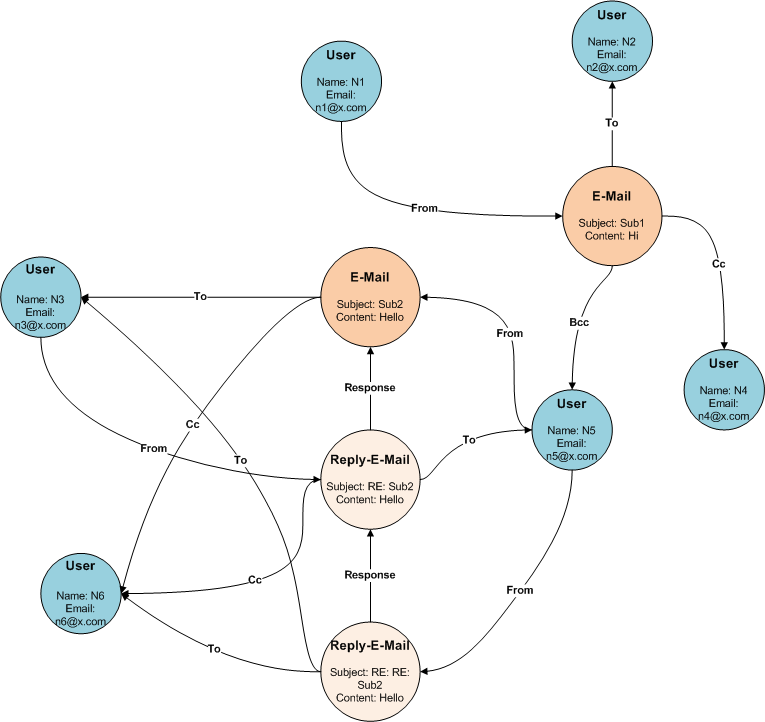 User
Name: N2
Email:
n2@x.com
User
Name: N1
Email:
n1@x.com
To
E-Mail
Subject: Sub1
Content: Hi
From
Cc
User
Name: N3
Email:
n3@x.com
E-Mail
Subject: Sub2
Content: Hello
To
Bcc
From
User
Name: N4
Email:
n4@x.com
Response
User
Name: N5
Email:
n5@x.com
Cc
To
From
To
Reply-E-Mail
Subject: RE: Sub2
Content: Hello
User
Name: N6
Email:
n6@x.com
Cc
Response
From
To
Reply-E-Mail
Subject: RE: RE:
Sub2
Content: Hello